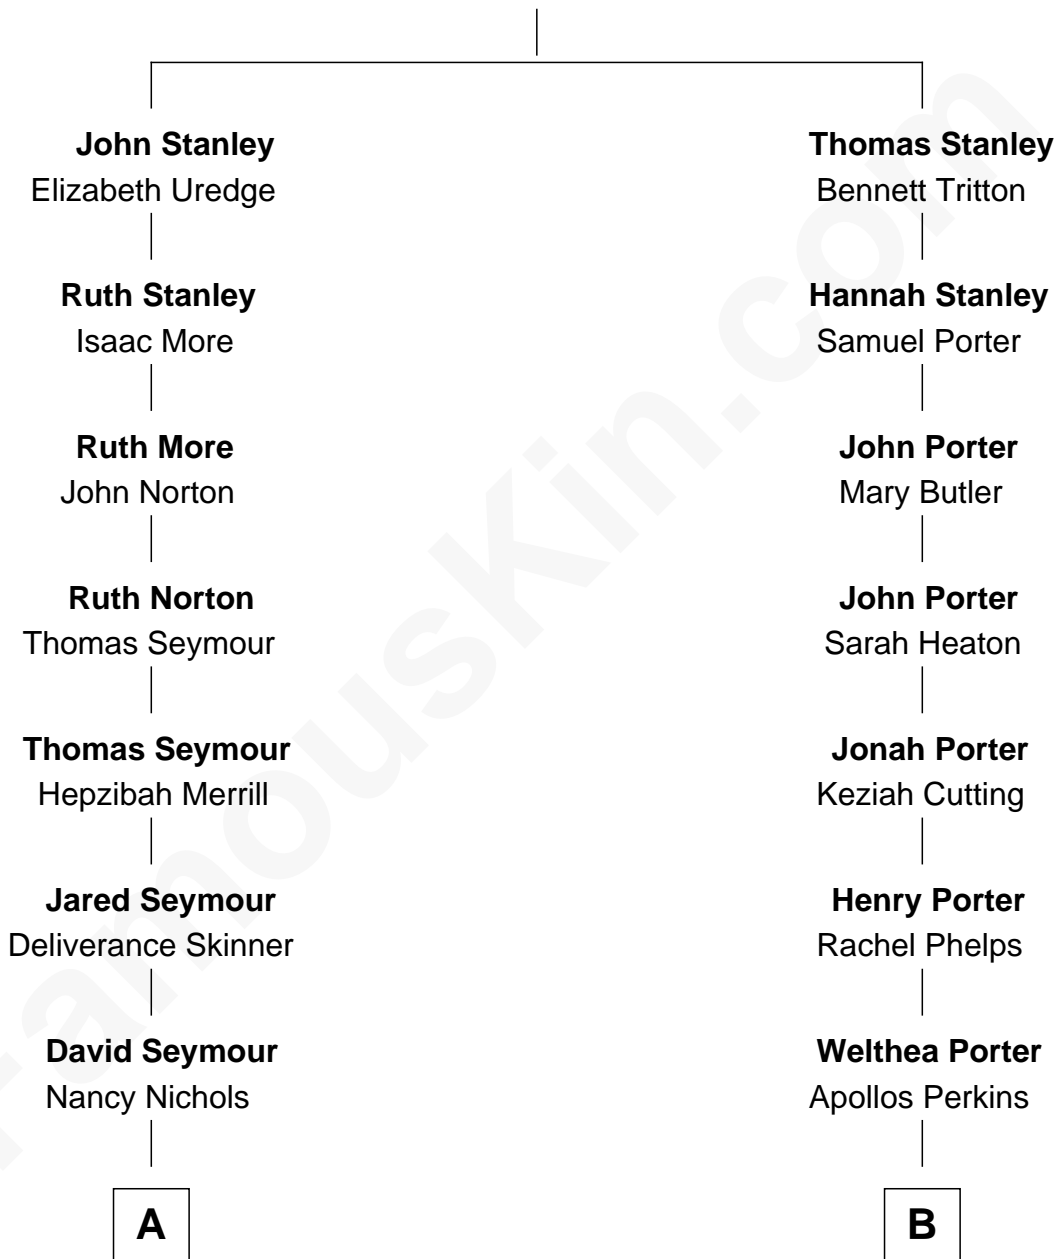 John Stanley
Elizabeth Uredge
Ruth Stanley
Isaac More
Ruth More
John Norton
Ruth Norton
Thomas Seymour
Thomas Seymour
Hepzibah Merrill
Jared Seymour
Deliverance Skinner
David Seymour
Nancy Nichols
A
Thomas Stanley
Bennett Tritton
Hannah Stanley
Samuel Porter
John Porter
Mary Butler
John Porter
Sarah Heaton
Jonah Porter
Keziah Cutting
Henry Porter
Rachel Phelps
Welthea Porter
Apollos Perkins
B
FamousKin.com